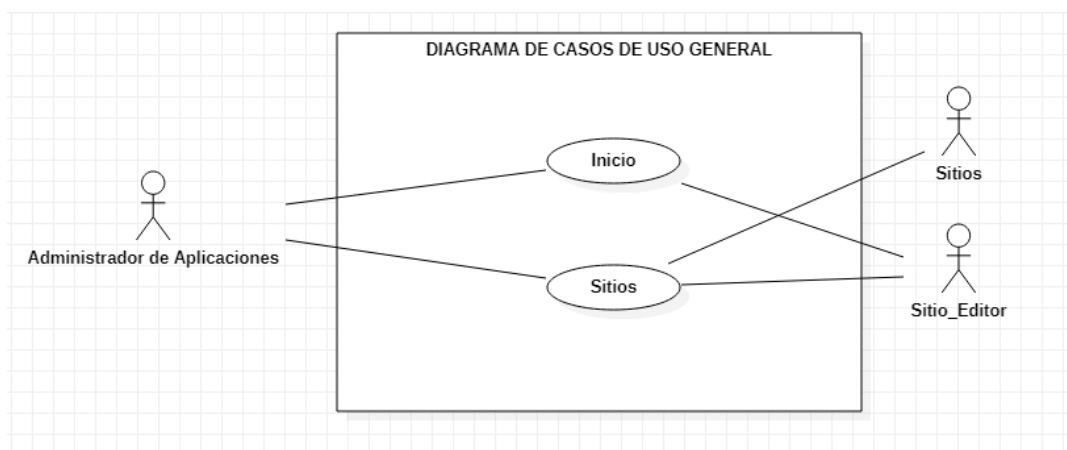 DIAGRAMA DE CASOS DE USO GENERAL
Inicio
Sitios
Administrador de Aplicaciones
Sitios
Sitio_Editor